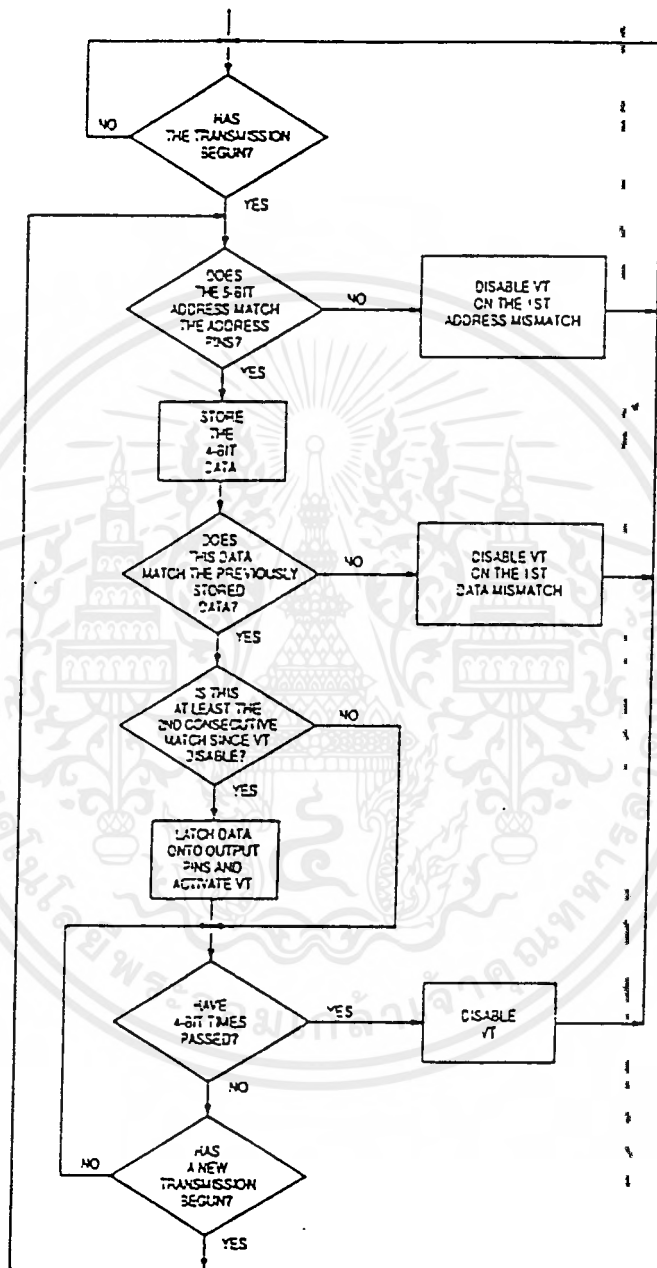 HAS
THE TRANSMISSION
BEGUN?
NO
YES
DOES
THE 5-BIT
ADDRESS MATCH
THE ADDRESS
PINS?
NO
DISABLE VT
ON THE 1ST
ADDRESS MISMATCH
YES
STORE
THE
4-BIT
DATA
DOES
THIS DATA
MATCH THE PREVIOUSLY
STORED
DATA?
NO
DISABLE VT
ON THE 1ST
DATA MISMATCH
YES
IS THIS
AT LEAST THE
2ND CONSECUTIVE
MATCH SINCE VT
DISABLE?
NO
YES
LATCH DATA
ONTO OUTPUT
PINS AND
ACTIVATE VT
HAVE
4-BIT TIMES
PASSED?
YES
DISABLE
VT
NO
HAS
A NEW
TRANSMISSION
BEGUN?
NO
YES